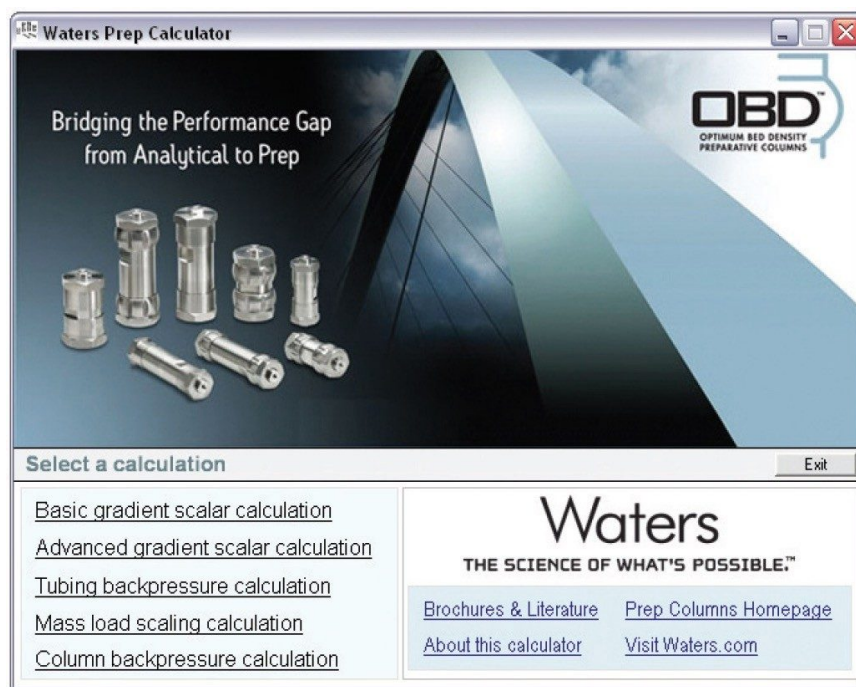 Waters Prep Calculator
Bridging the Performance Gap
from Analytical to Prep
OBD™
OPTIMUM BED DENSITY
PREPARATIVE COLUMNS
Select a calculation
Exit
Basic gradient scalar calculation
Advanced gradient scalar calculation
Tubing backpressure calculation
Mass load scaling calculation
Column backpressure calculation
Waters
THE SCIENCE OF WHAT'S POSSIBLE.™
Brochures & Literature
Prep Columns Homepage
About this calculator
Visit Waters.com